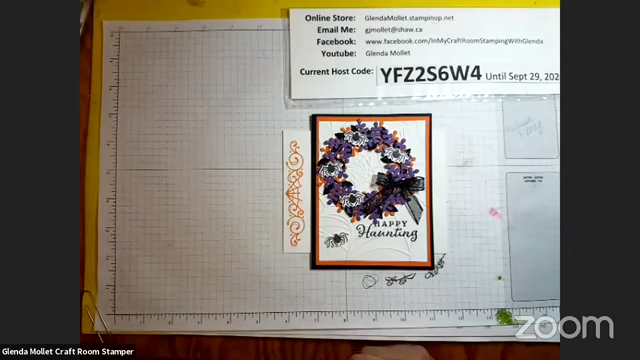 Online Store: GlendaMollet.stampinup.net
Email Me: gjmollet@shaw.ca
Facebook: www.facebook.com/InMyCraftRoomStampingWithGlenda
Youtube: Glenda Mollet
Current Host Code: YFZ2S6W4 Until Sept 29, 202
HAPPY
Haunting
zoom
Glenda Mollet Craft Room Stamper